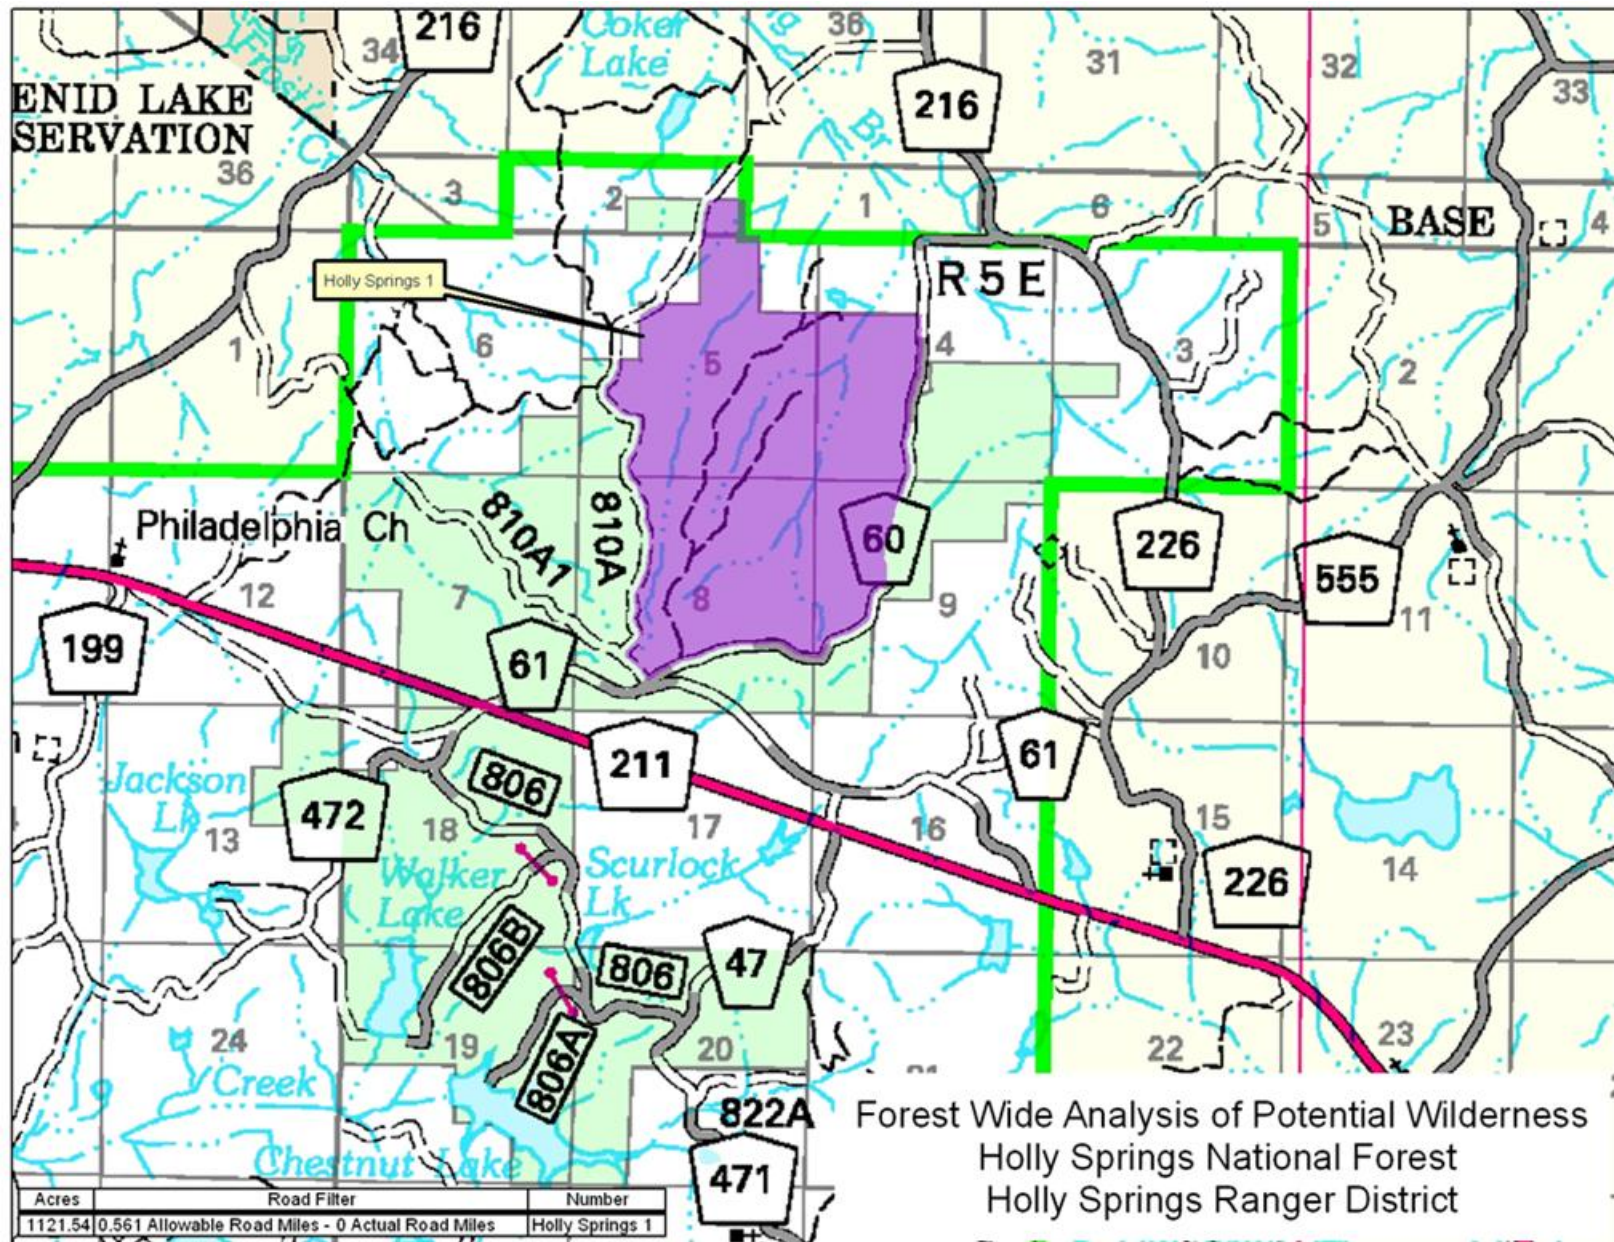 216
34
Coker
Lake
36
Br
216
31
32
33
ENID LAKE
SERVATION
Cr
36
3
2
1
6
5
BASE
4
Holly Springs 1
R 5 E
1
6
5
4
3
2
Philadelphia Ch
810A1
810A
60
226
555
12
7
8
9
10
11
199
61
211
61
Jackson
Lk
13
472
806
18
17
16
15
226
14
Walker
Lake
Scurlock
Lk
806B
806
47
24
19
806A
20
22
23
Creek
822A
Chestnut Lake
471
Forest Wide Analysis of Potential Wilderness
Holly Springs National Forest
Holly Springs Ranger District
Acres Road Filter Number
1121.54 0.561 Allowable Road Miles - 0 Actual Road Miles Holly Springs 1